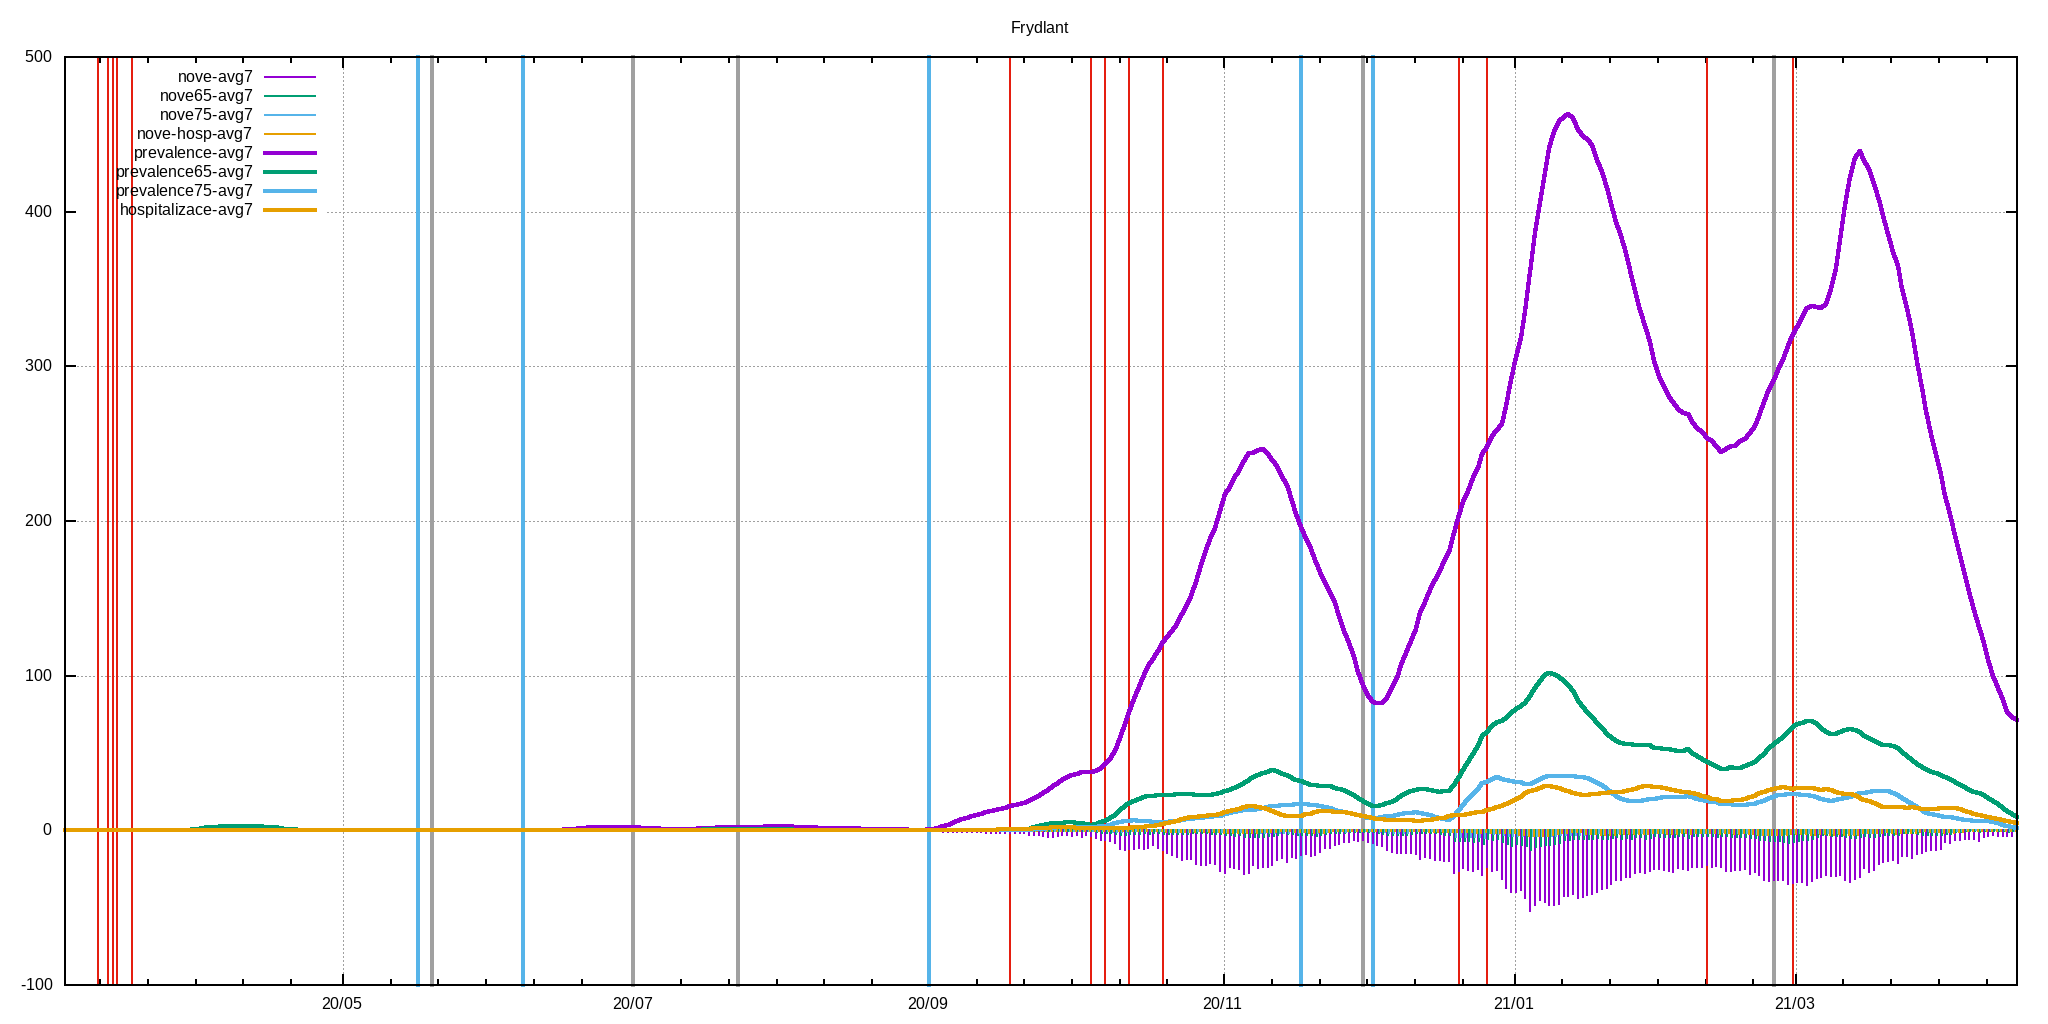 Frydlant
500
nove-avg7
nove65-avg7
nove75-avg7
nove-hosp-avg7
prevalence-avg7
prevalence65-avg7
prevalence75-avg7
hospitalizace-avg7
400
300
200
100
0
-100
20/05 20/07 20/09 20/11 21/01 21/03